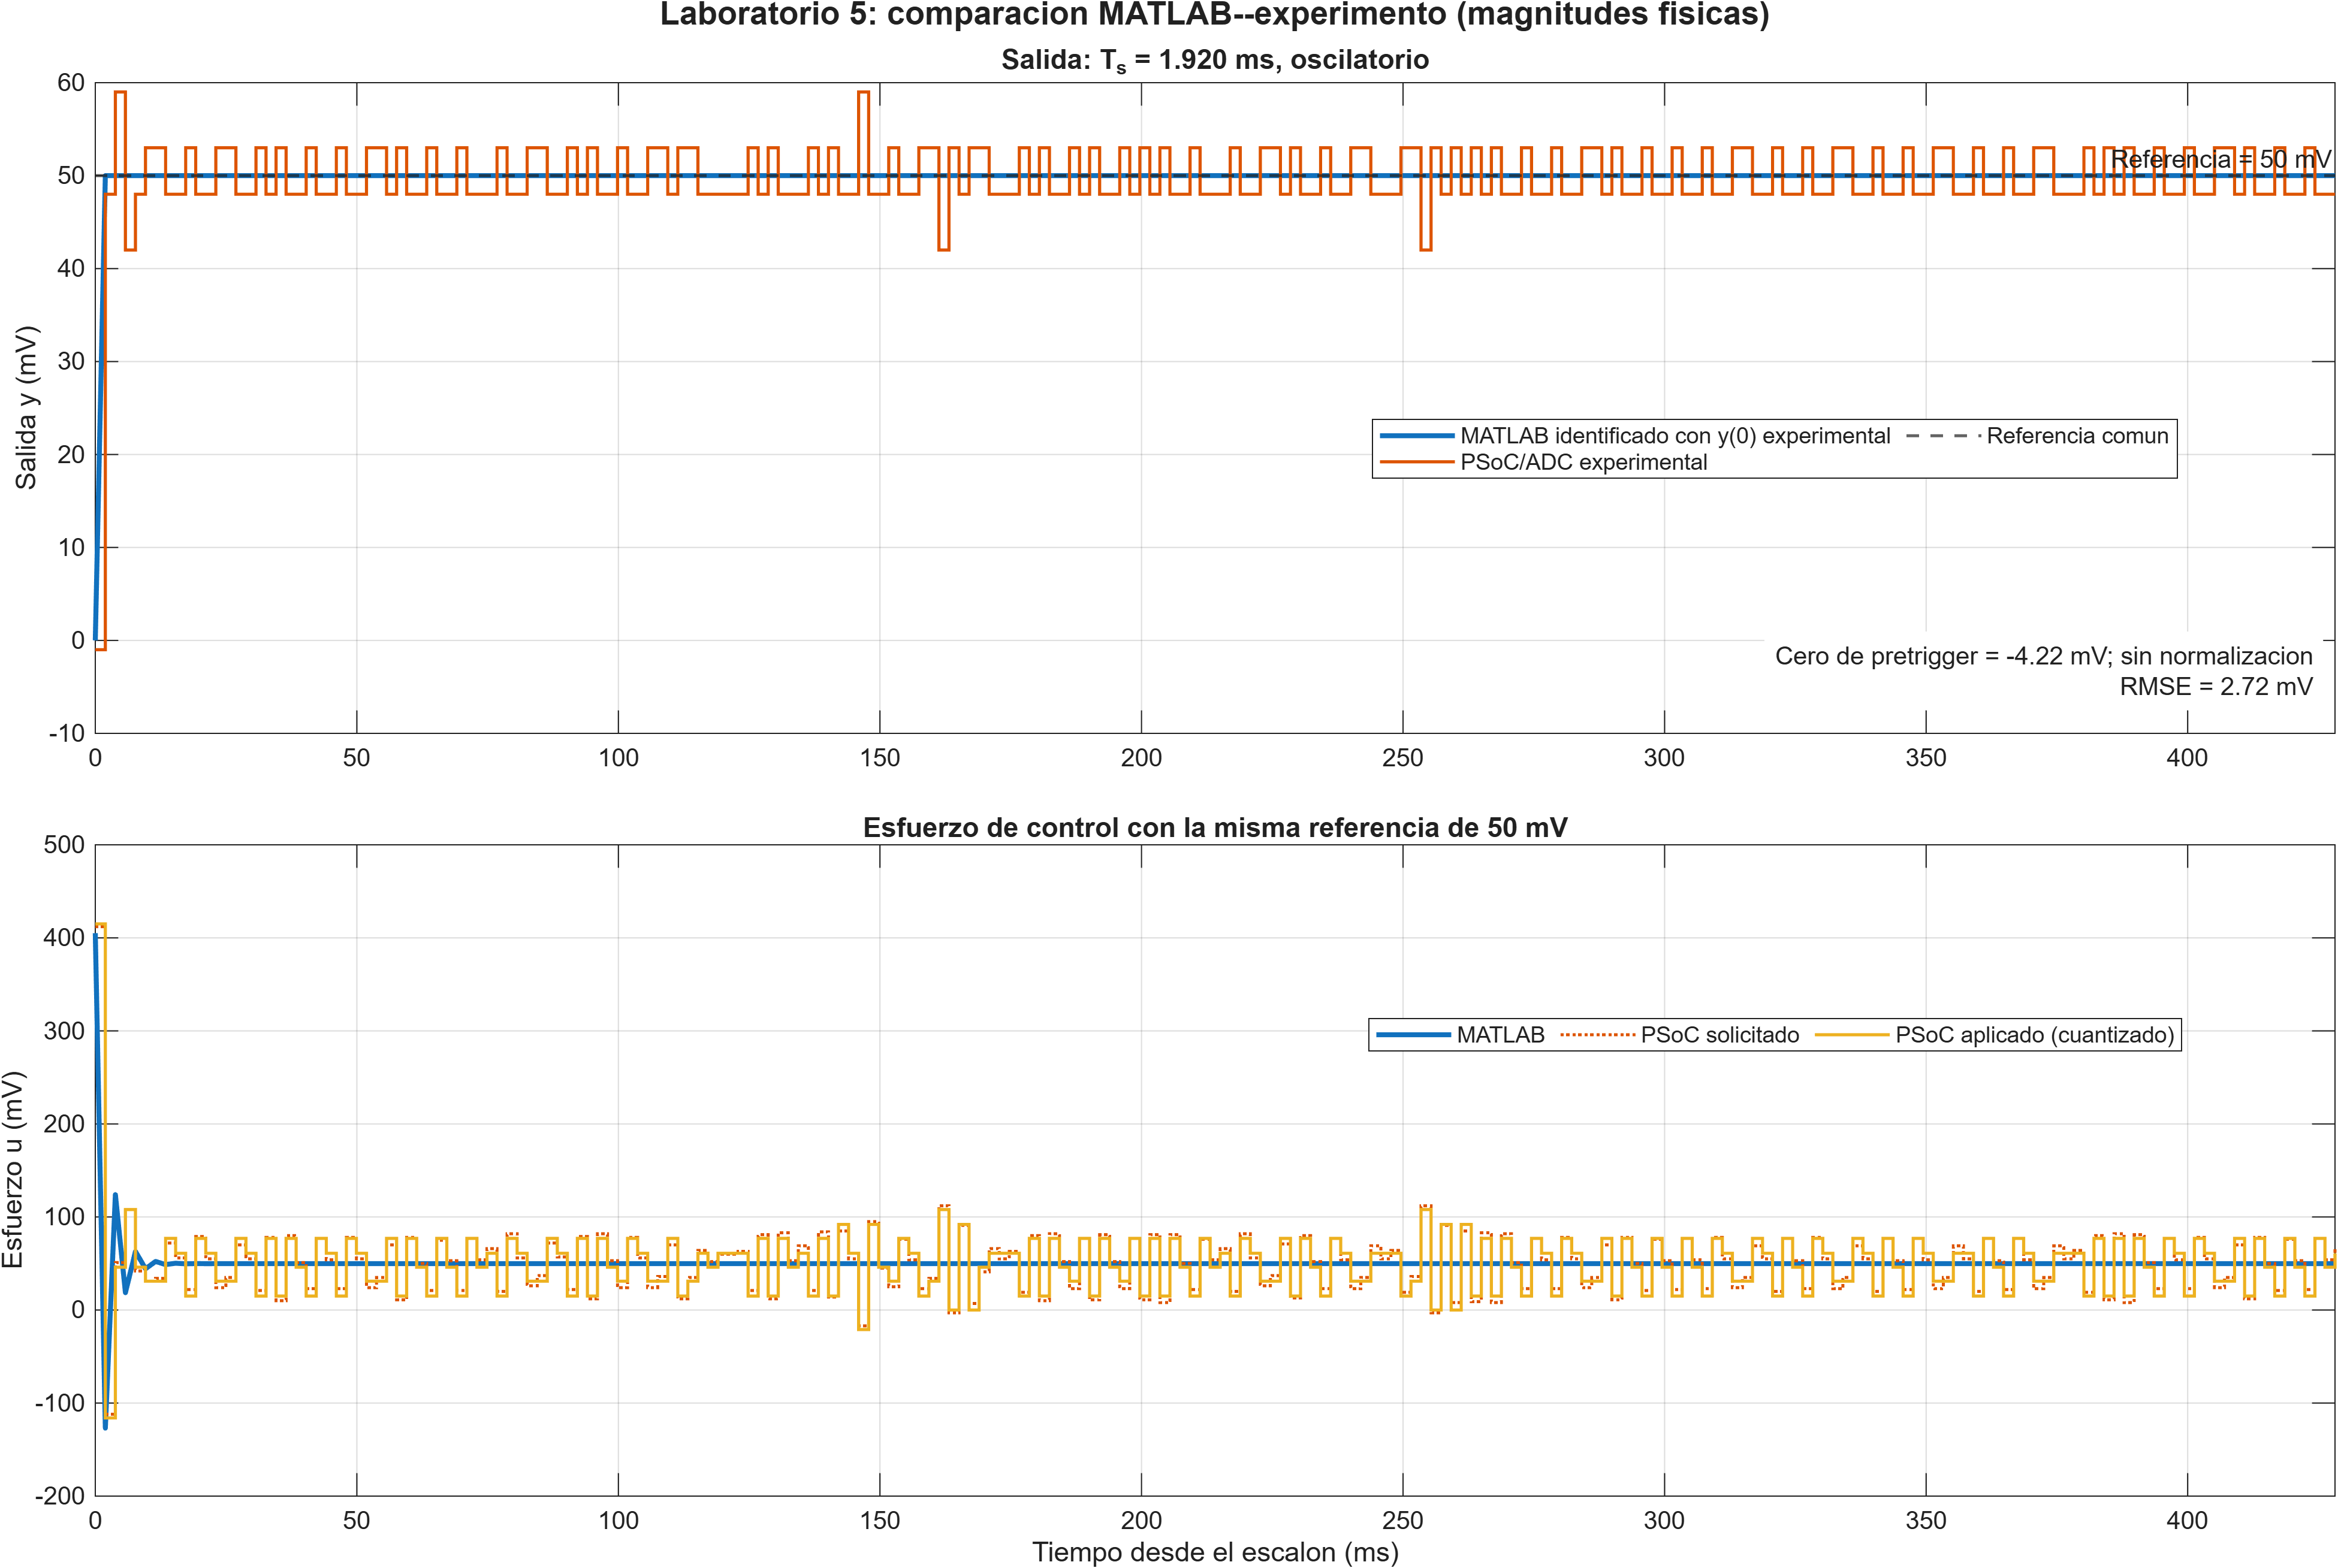 Laboratorio 5: comparacion MATLAB--experimento (magnitudes fisicas)
Salida: Ts = 1.920 ms, oscilatorio
60
50
40
30
20
10
0
-10
Salida y (mV)
Referencia = 50 mV
MATLAB identificado con y(0) experimental
Referencia comun
PSoC/ADC experimental
Cero de pretrigger = -4.22 mV; sin normalizacion
RMSE = 2.72 mV
0 50 100 150 200 250 300 350 400
Esfuerzo de control con la misma referencia de 50 mV
500
400
300
200
100
0
-100
-200
Esfuerzo u (mV)
MATLAB PSoC solicitado PSoC aplicado (cuantizado)
0 50 100 150 200 250 300 350 400
Tiempo desde el escalon (ms)